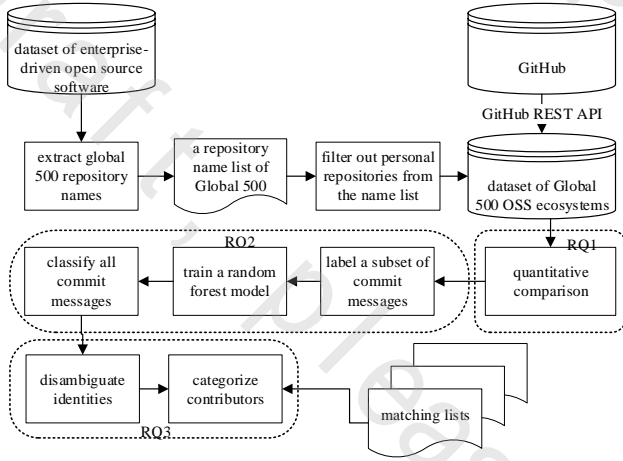 dataset of enterprise-
driven open source
software
GitHub
GitHub REST API
extract global
500 repository
names
a repository
name list of
Global 500
filter out personal
repositories from
the name list
dataset of Global
500 OSS ecosystems
RQ2
RQ1
classify all
commit
messages
train a random
forest model
label a subset of
commit messages
quantitative
comparison
disambiguate
identities
categorize
contributors
matching lists
RQ3
raft, pleas